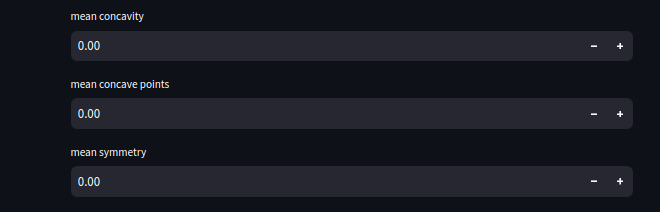 mean concavity
0.00
mean concave points
0.00
mean symmetry
0.00